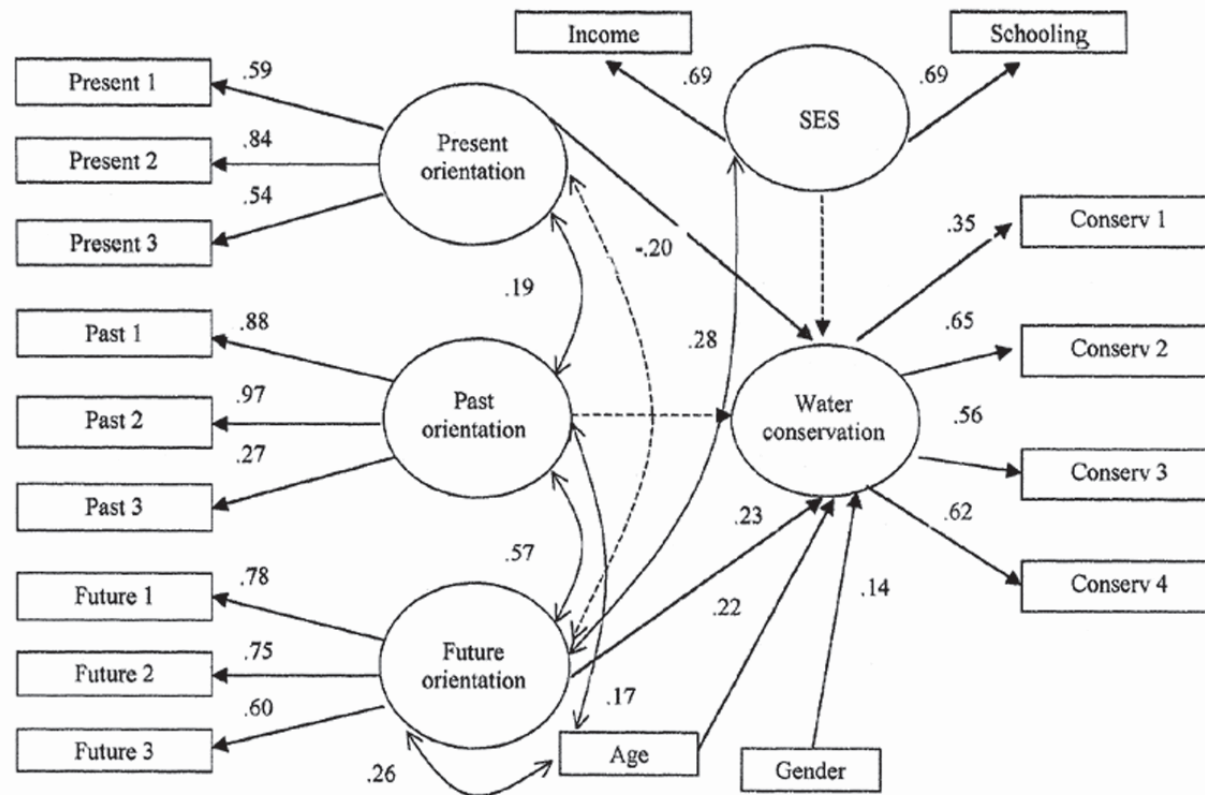 Income
Schooling
.69
.69
SES
Present 1
.59
Present 2
.84
Present 3
.54
Present
orientation
-.20
.19
.28
Conserv 1
.35
Conserv 2
.65
Conserv 3
.56
Conserv 4
.62
Water
conservation
Past 1
.88
Past 2
.97
Past 3
.27
Past
orientation
.57
.23
.22
.14
Future 1
.78
Future 2
.75
Future 3
.60
Future
orientation
.17
.26
Age
Gender